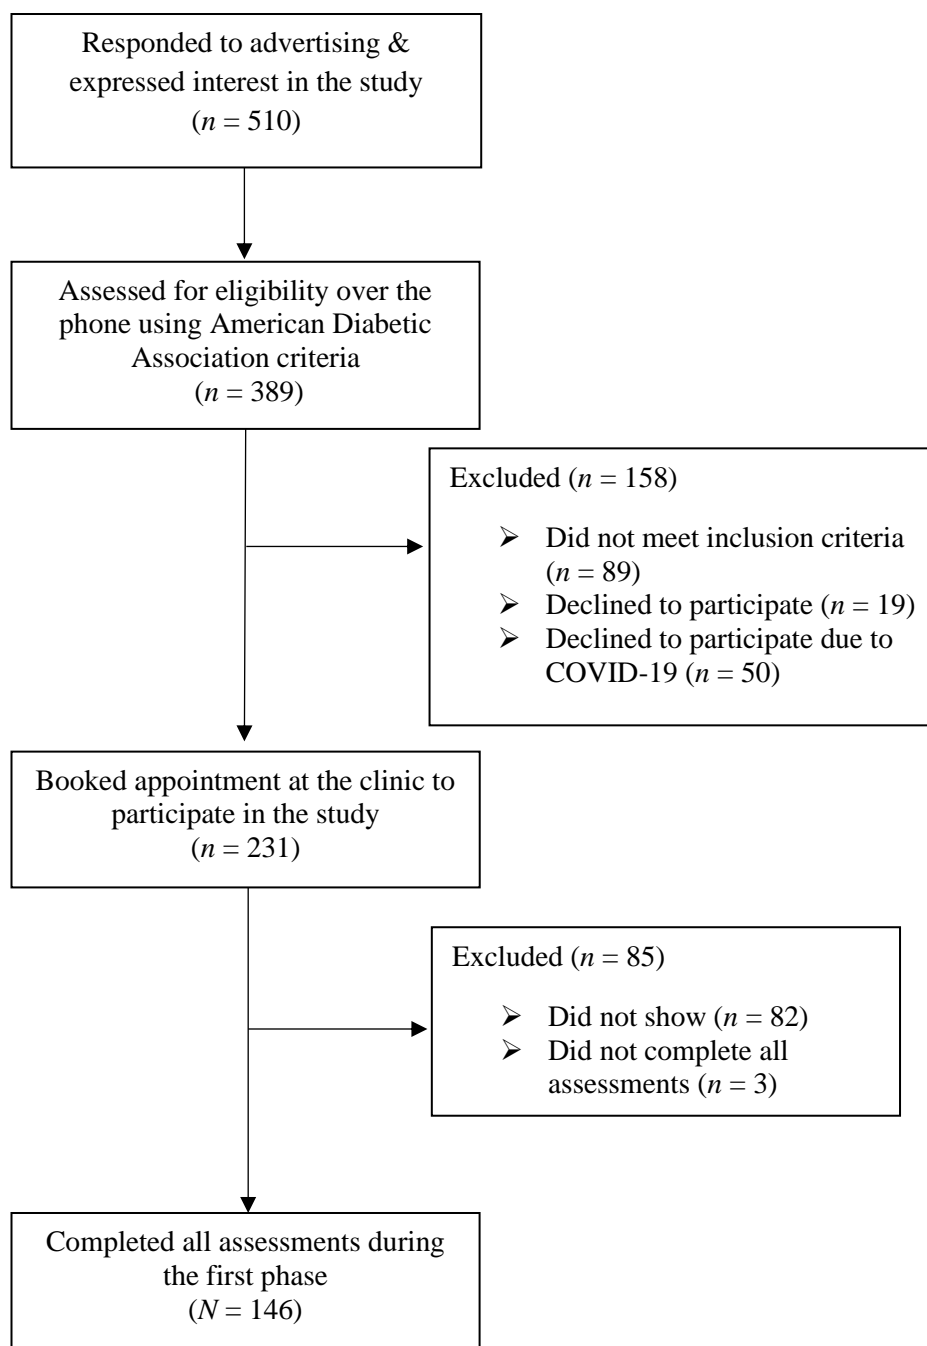 Responded to advertising &
expressed interest in the study
(n = 510)
Assessed for eligibility over the
phone using American Diabetic
Association criteria
(n = 389)
Excluded (n = 158)
➤ Did not meet inclusion criteria
(n = 89)
➤ Declined to participate (n = 19)
➤ Declined to participate due to
COVID-19 (n = 50)
Booked appointment at the clinic to
participate in the study
(n = 231)
Excluded (n = 85)
➤ Did not show (n = 82)
➤ Did not complete all
assessments (n = 3)
Completed all assessments during
the first phase
(N = 146)